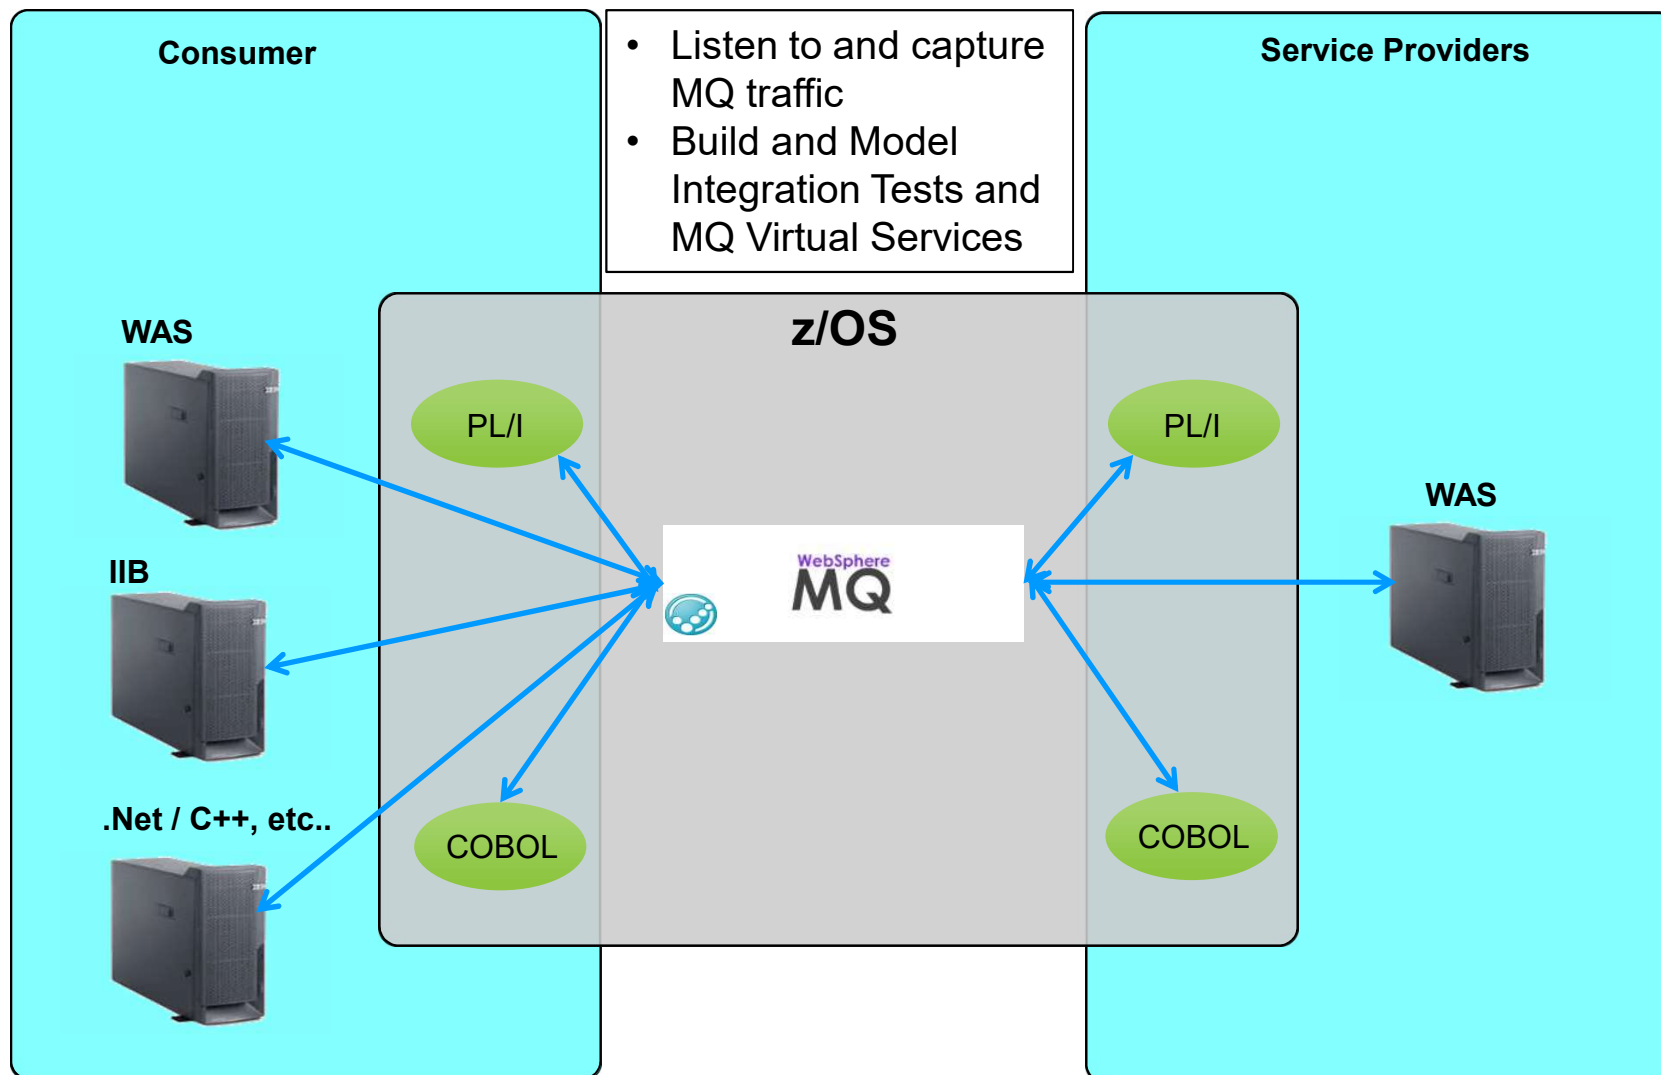 Consumer
• Listen to and capture
MQ traffic
• Build and Model
Integration Tests and
MQ Virtual Services
Service Providers
z/OS
WAS
PL/I
PL/I
WAS
WebSphere
MQ
IIB
.Net / C++, etc..
COBOL
COBOL